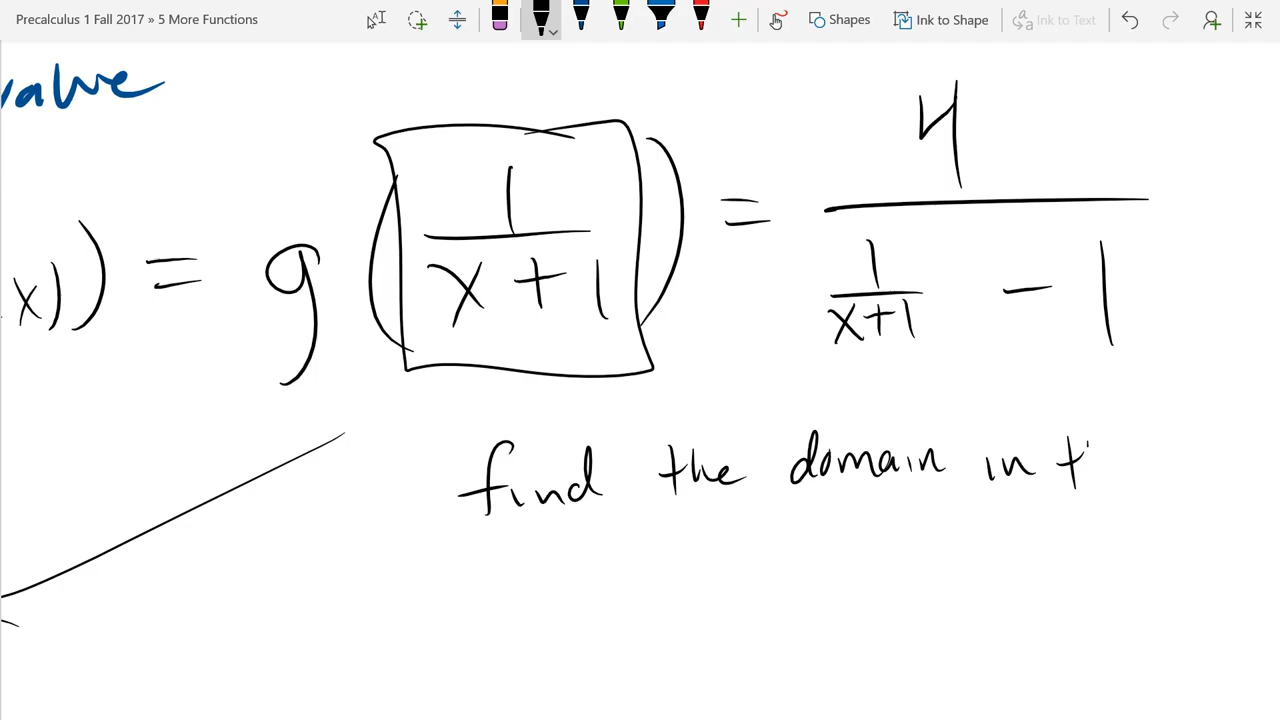 Precalculus 1 Fall 2017 » 5 More Functions
Shapes Ink to Shape Ink to Text
value
x)) = g ( 1 / x + 1 ) = 4 / ( 1 / x+1 - 1 )
find the domain in t